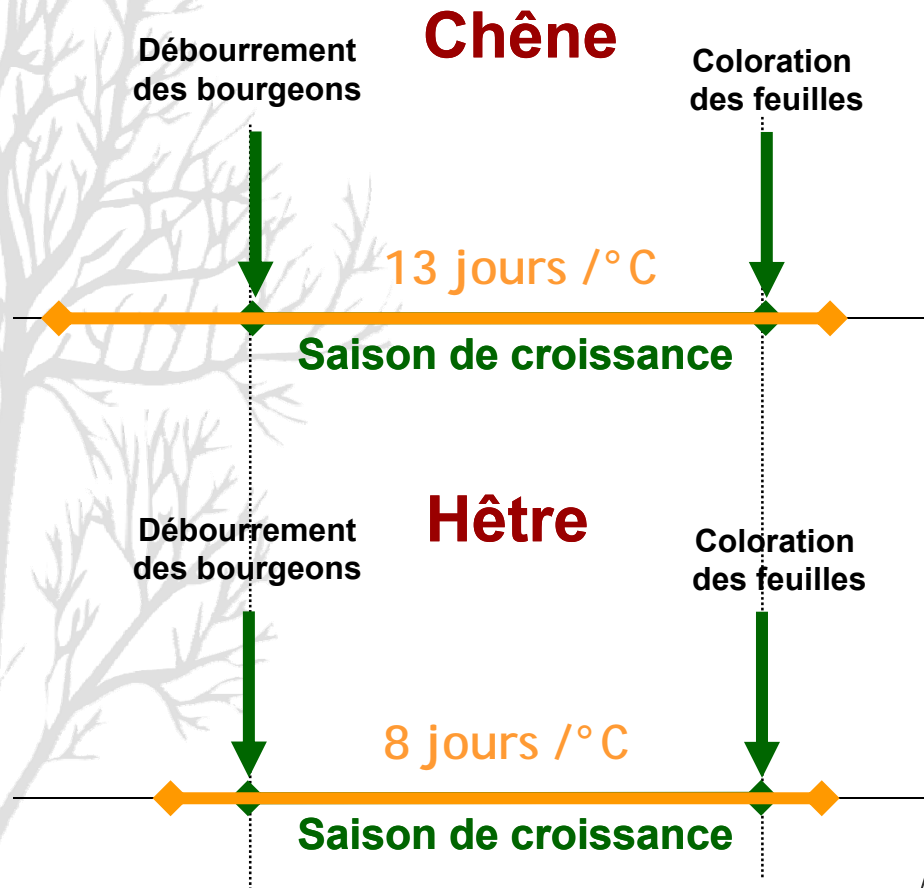 Chêne
Débourrement
des bourgeons
Coloration
des feuilles
13 jours /°C
Saison de croissance
Hêtre
Débourrement
des bourgeons
Coloration
des feuilles
8 jours /°C
Saison de croissance